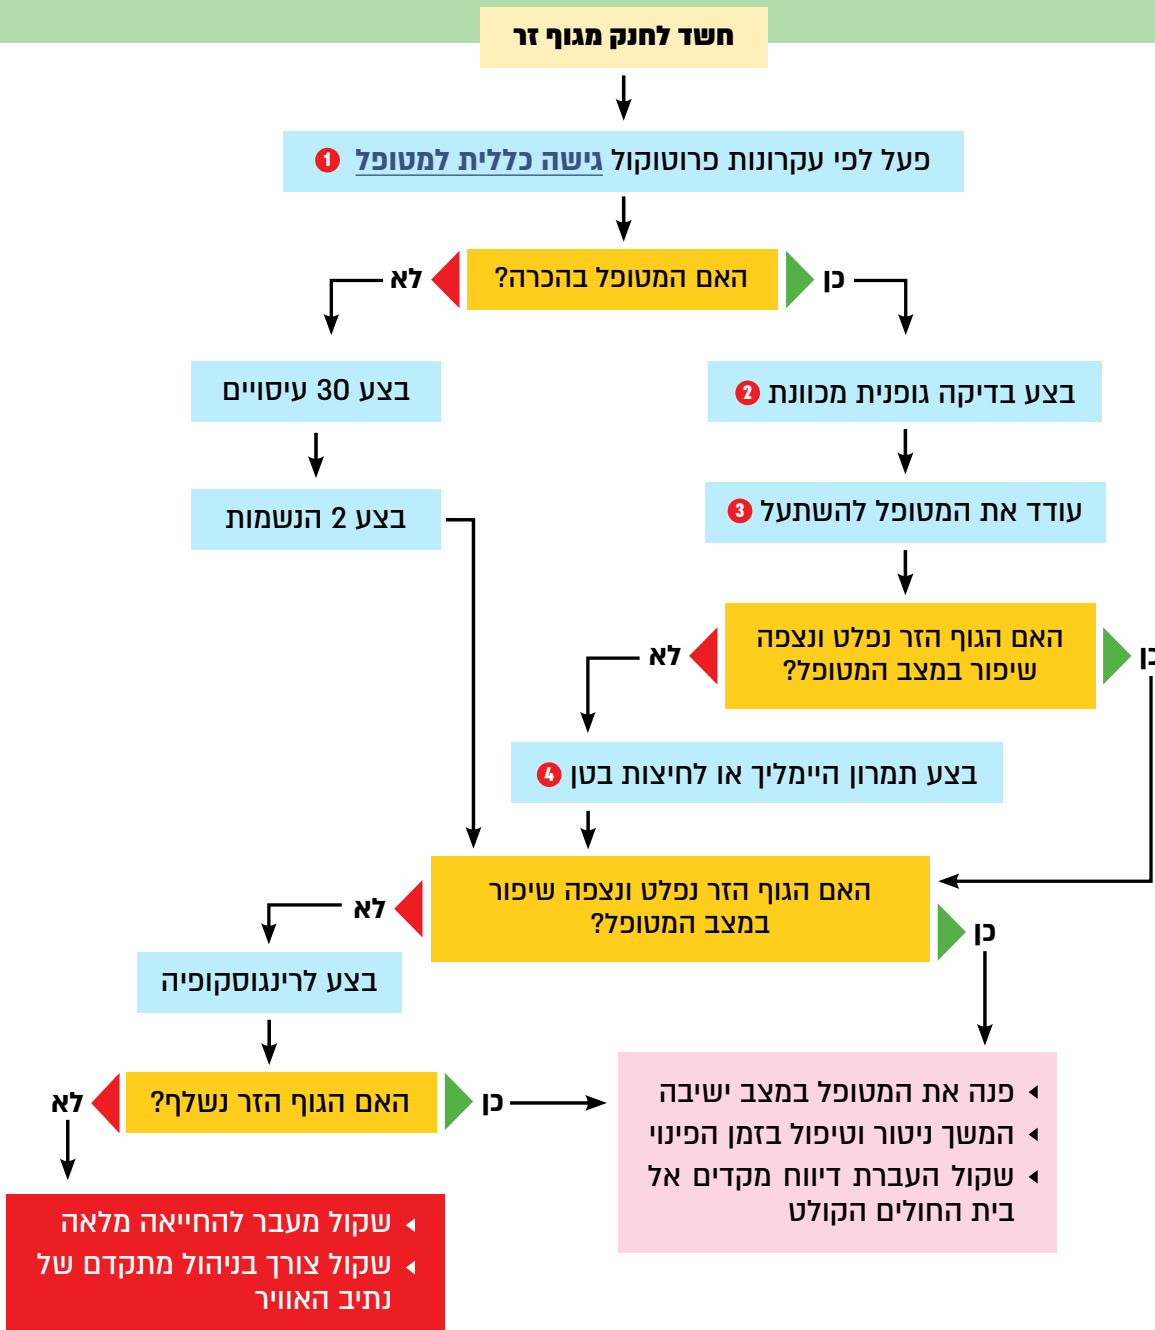 חשד לחנק מגוף זר
פעל לפי עקרונות פרוטוקול גישה כללית למטופל 1
האם המטופל בהכרה?
כן
לא
בצע בדיקה גופנית מכוונת 2
בצע 30 עיסויים
עודד את המטופל להשתעל 3
בצע 2 הנשמות
האם הגוף הזר נפלט ונצפה
שיפור במצב המטופל?
כן
לא
בצע תמרון היימליך או לחיצות בטן 4
האם הגוף הזר נפלט ונצפה שיפור
במצב המטופל?
כן
לא
בצע לרינגוסקופיה
האם הגוף הזר נשלף?
כן
לא
פנה את המטופל במצב ישיבה
המשך ניטור וטיפול בזמן הפינוי
שקול העברת דיווח מקדים אל
בית החולים הקולט
שקול מעבר להחייאה מלאה
שקול צורך בניהול מתקדם של
נתיב האוויר